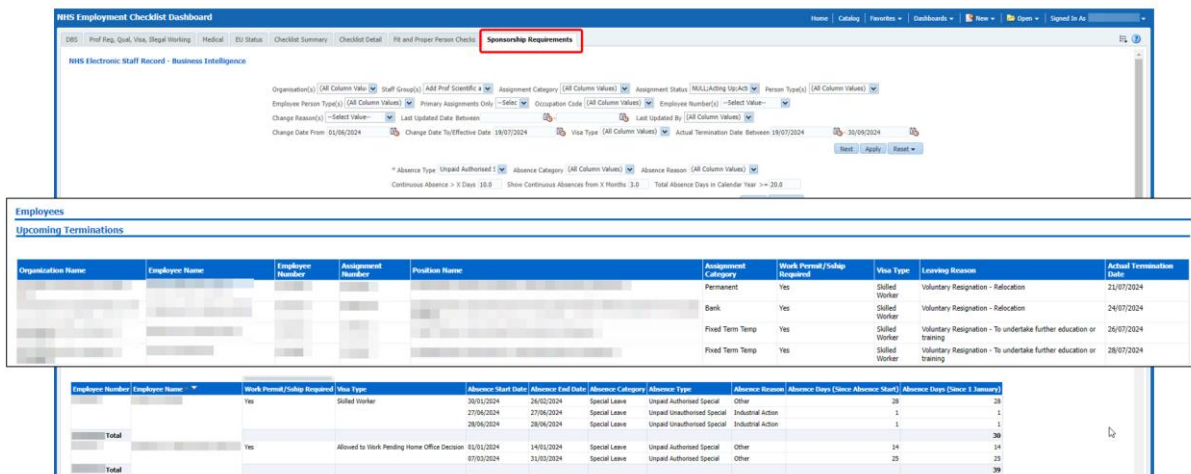 NHS Employment Checklist Dashboard
Home Catalog Favorites Dashboards New Open Signed In As
DBS Prof Reg, Qual, Visa, Illegal Working Medical EU Status Checklist Summary Checklist Detail Fit and Proper Person Checks Sponsorship Requirements
NHS Electronic Staff Record - Business Intelligence
Organisation(s) (All Column Valu Staff Group(s) Add Prof Scientific a Assignment Category (All Column Values) Assignment Status NULL;Acting Up;Acti Person Type(s) (All Column Values)
Employee Person Type(s) (All Column Values) Primary Assignments Only --Selec Occupation Code (All Column Values) Employee Number(s) --Select Value--
Change Reason(s) --Select Value-- Last Updated Date Between - Last Updated By (All Column Values)
Change Date From 01/06/2024 Change Date To/Effective Date 19/07/2024 Visa Type (All Column Values) Actual Termination Date Between 19/07/2024 - 30/09/2024
Next Apply Reset
* Absence Type Unpaid Authorised S Absence Category (All Column Values) Absence Reason (All Column Values)
Continuous Absence > X Days 10.0 Show Continuous Absences from X Months 3.0 Total Absence Days in Calendar Year >= 20.0
Employees
Upcoming Terminations
Organization Name Employee Name Employee Number Assignment Number Position Name Assignment Category Work Permit/Sship Required Visa Type Leaving Reason Actual Termination Date
Permanent Yes Skilled Worker Voluntary Resignation - Relocation 21/07/2024
Bank Yes Skilled Worker Voluntary Resignation - Relocation 24/07/2024
Fixed Term Temp Yes Skilled Worker Voluntary Resignation - To undertake further education or training 26/07/2024
Fixed Term Temp Yes Skilled Worker Voluntary Resignation - To undertake further education or training 28/07/2024
Employee Number Employee Name Work Permit/Sship Required Visa Type Absence Start Date Absence End Date Absence Category Absence Type Absence Reason Absence Days (Since Absence Start) Absence Days (Since 1 January)
Yes Skilled Worker 30/01/2024 26/02/2024 Special Leave Unpaid Authorised Special Other 28 28
27/06/2024 27/06/2024 Special Leave Unpaid Unauthorised Special Industrial Action 1 1
28/06/2024 28/06/2024 Special Leave Unpaid Unauthorised Special Industrial Action 1 1
Total 30
Yes Allowed to Work Pending Home Office Decision 01/01/2024 14/01/2024 Special Leave Unpaid Authorised Special Other 14 14
07/03/2024 31/03/2024 Special Leave Unpaid Authorised Special Other 25 25
Total 39